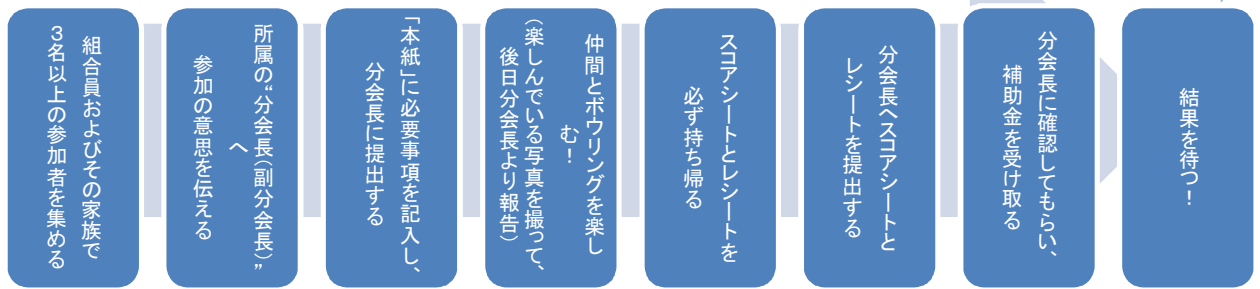 組合員およびその家族で
３名以上の参加者を集める
所属の“分会長（副分会長）”
へ
参加の意思を伝える
「本紙」に必要事項を記入し、
分会長に提出する
仲間とボウリングを楽し
む！
（楽しんでいる写真を撮って、
後日分会長より報告）
スコアシートとレシートを
必ず持ち帰る
分会長へスコアシートと
レシートを提出する
分会長に確認してもらい、
補助金を受け取る
結果を待つ！